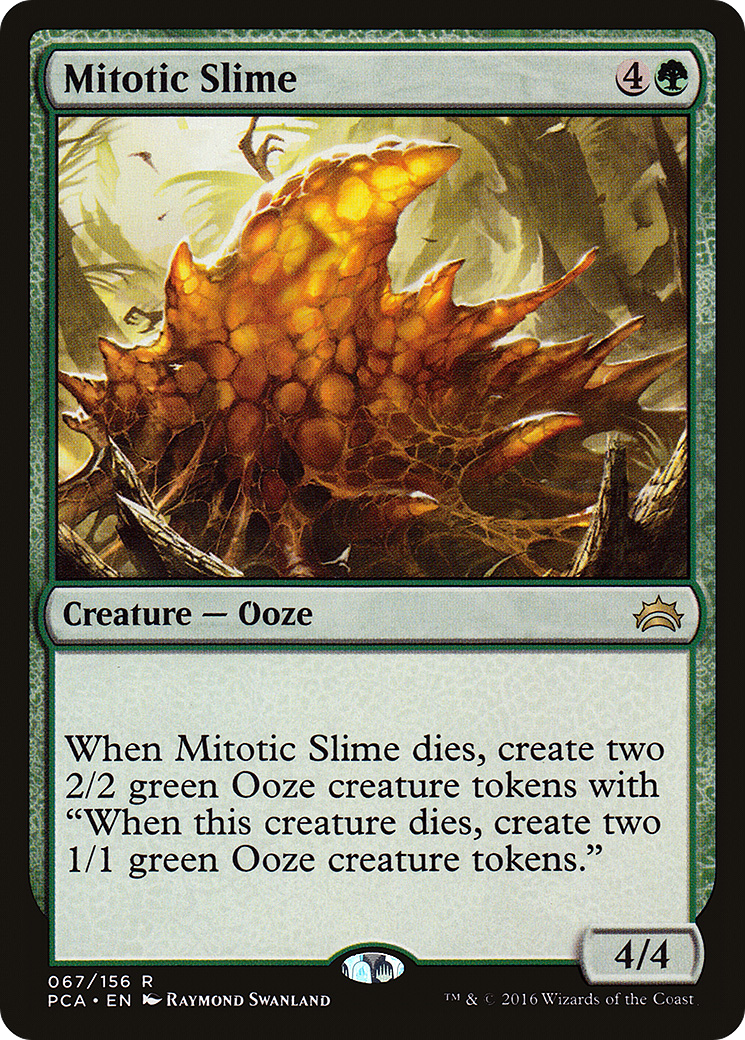 Mitotic Slime 4
Creature — Ooze
When Mitotic Slime dies, create two
2/2 green Ooze creature tokens with
“When this creature dies, create two
1/1 green Ooze creature tokens.”
4/4
067/156 R
PCA • EN Raymond Swanland
™ & © 2016 Wizards of the Coast